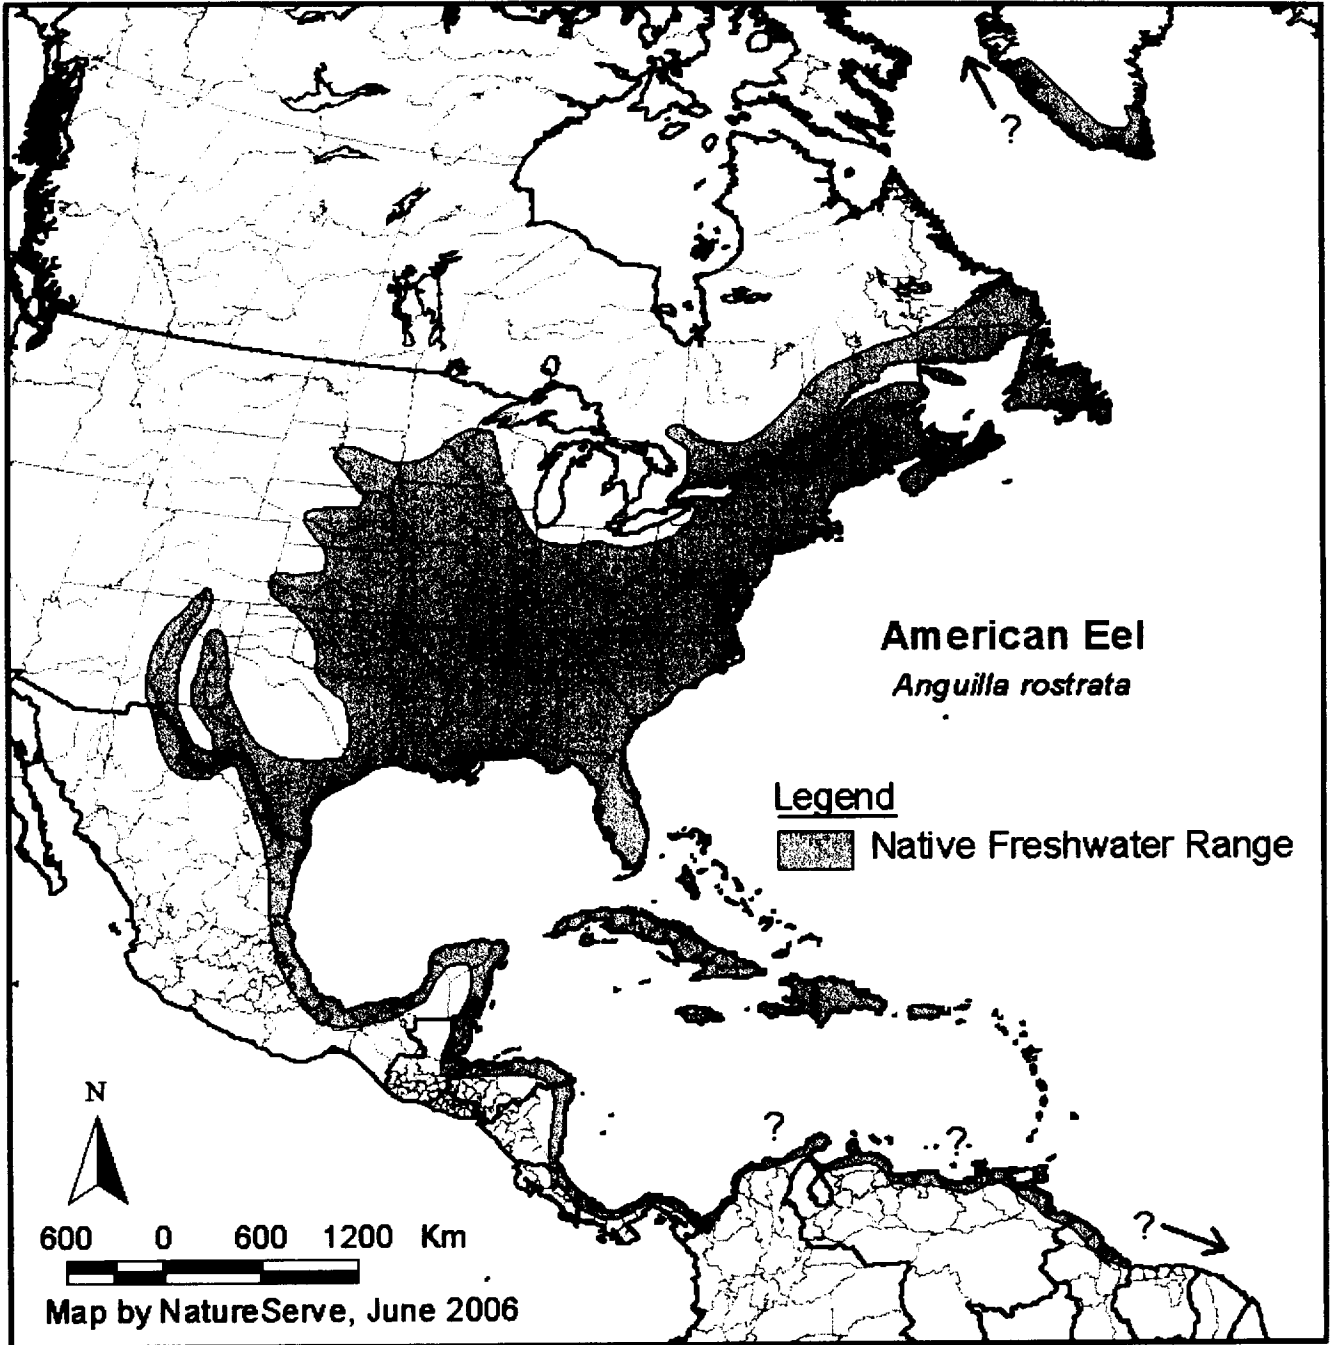 ?
American Eel
Anguilla rostrata
Legend
Native Freshwater Range
N
?
?
?
600 0 600 1200 Km
Map by NatureServe, June 2006